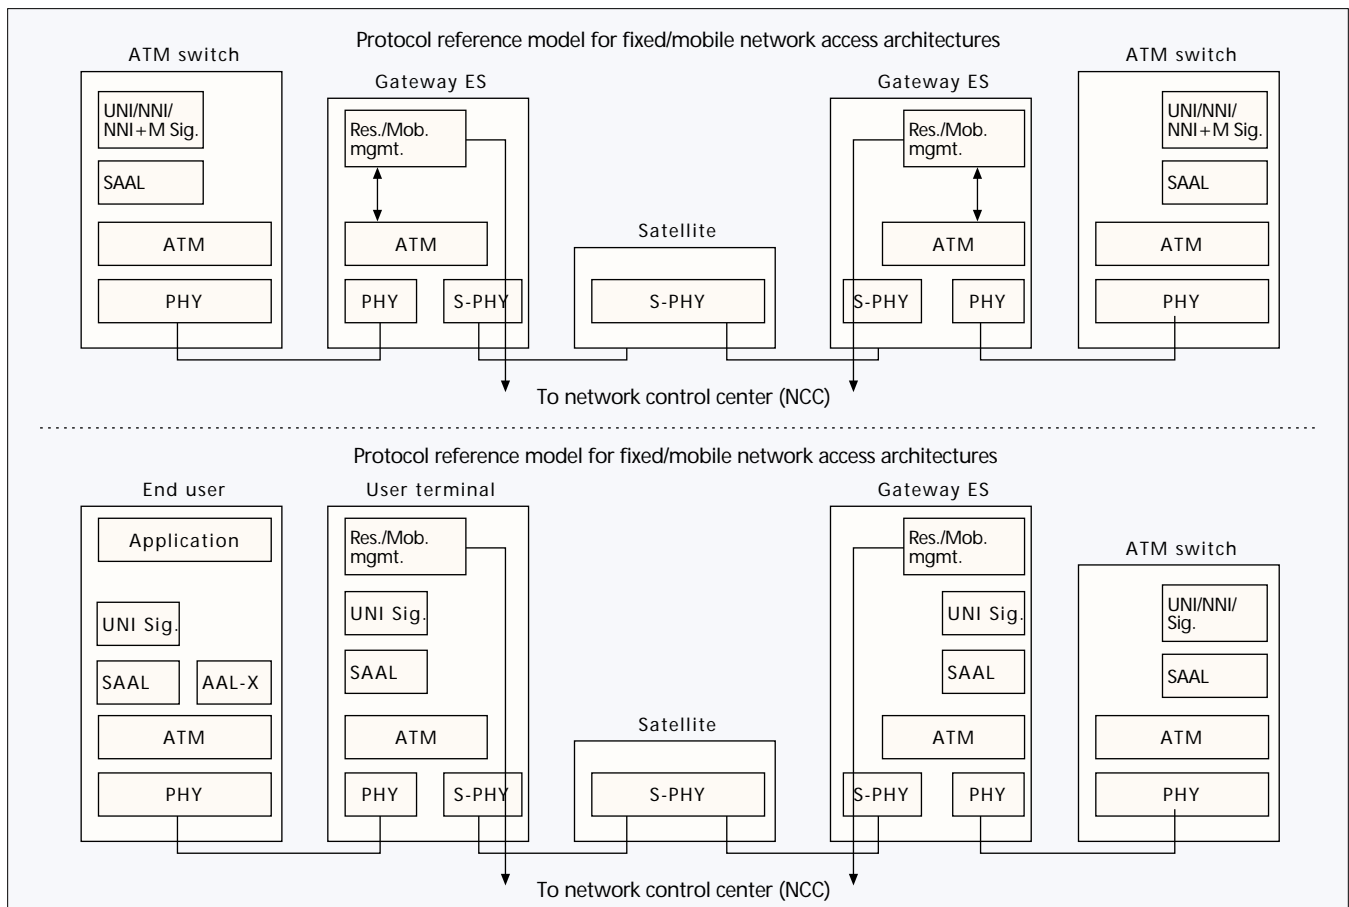 Protocol reference model for fixed/mobile network access architectures
ATM switch
Gateway ES
Gateway ES
ATM switch
UNI/NNI/
NNI+M Sig.
SAAL
ATM
PHY
Res./Mob.
mgmt.
ATM
PHY
S-PHY
Satellite
S-PHY
Res./Mob.
mgmt.
ATM
S-PHY
PHY
UNI/NNI/
NNI+M Sig.
SAAL
ATM
PHY
To network control center (NCC)
Protocol reference model for fixed/mobile network access architectures
End user
User terminal
Gateway ES
ATM switch
Application
UNI Sig.
SAAL
AAL-X
ATM
PHY
Res./Mob.
mgmt.
UNI Sig.
SAAL
ATM
PHY
S-PHY
Satellite
S-PHY
Res./Mob.
mgmt.
UNI Sig.
SAAL
ATM
S-PHY
PHY
UNI/NNI/
Sig.
SAAL
ATM
PHY
To network control center (NCC)